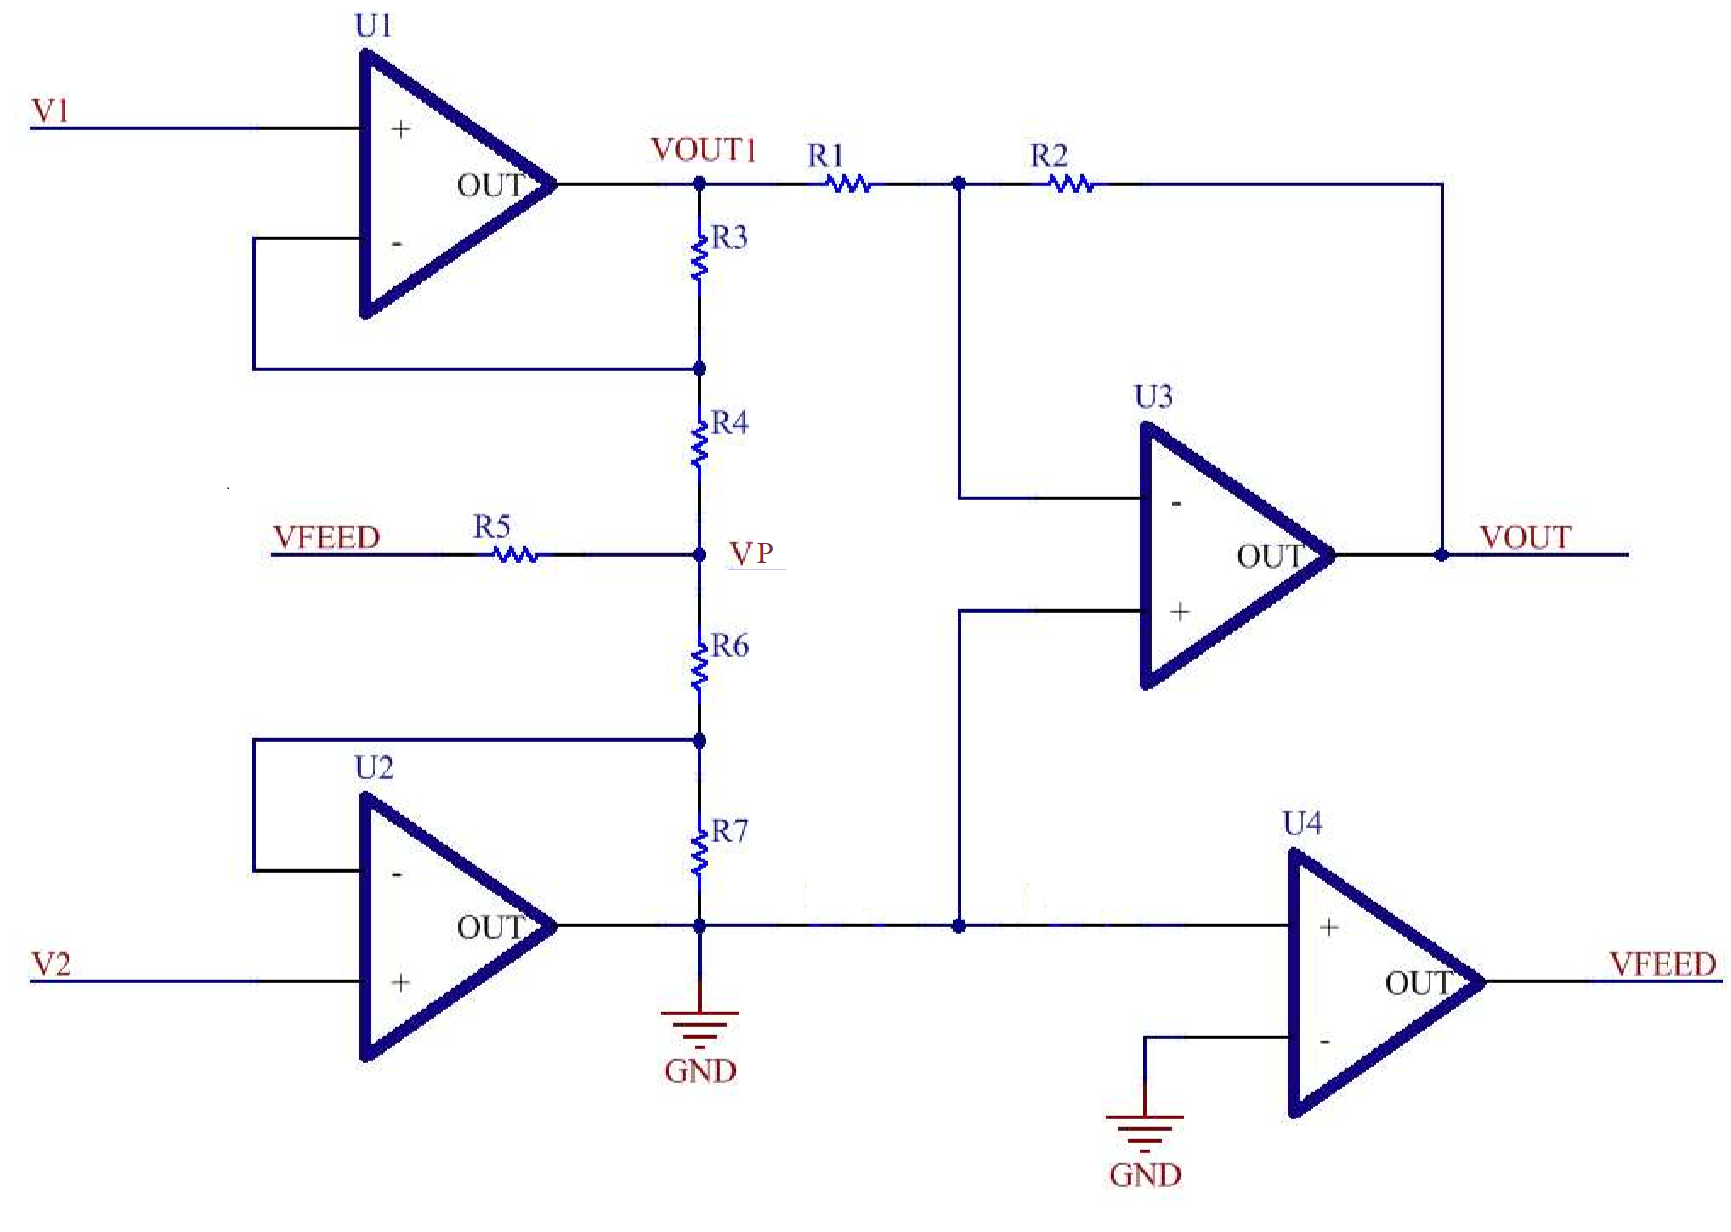 U1
V1
+
-
OUT
VOUT1
R1
R2
R3
R4
VFEED
R5
VP
R6
R7
U2
-
+
OUT
V2
GND
U3
-
+
OUT
VOUT
U4
+
-
OUT
VFEED
GND